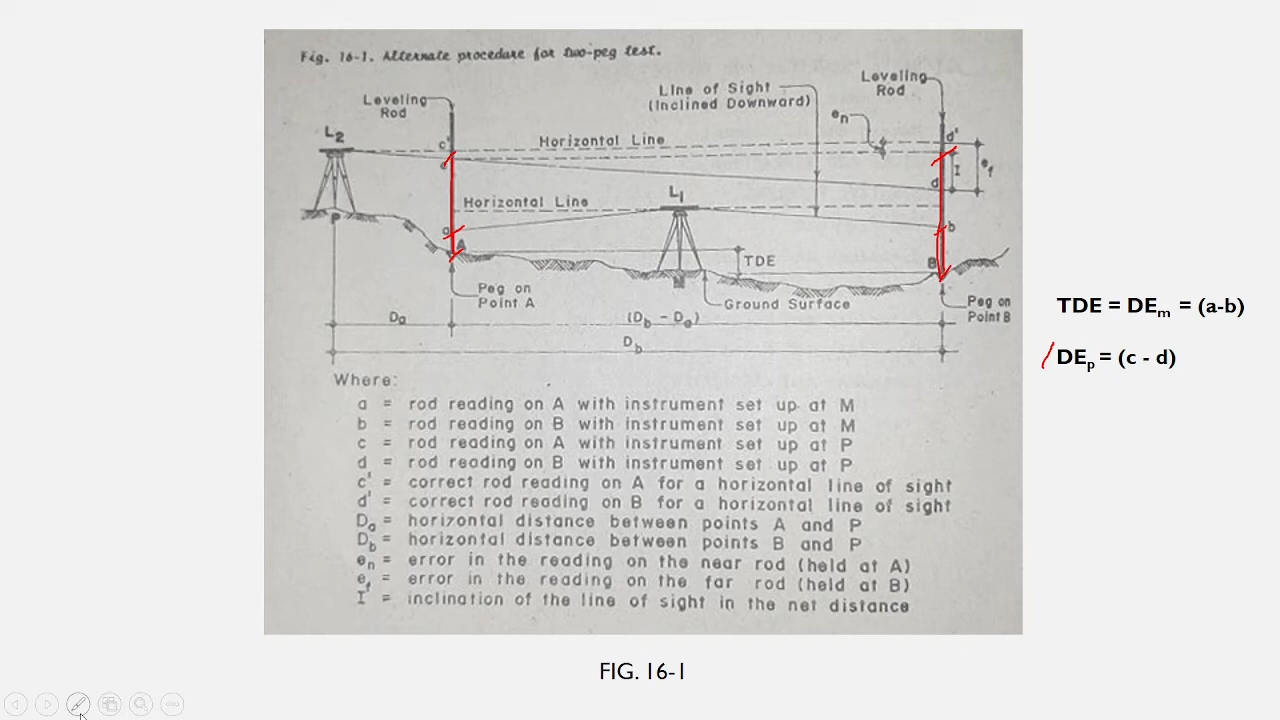 Fig. 16-1. Alternate procedure for two-peg test.
Leveling
Rod
Line of Sight
(Inclined Downward)
Leveling
Rod
L2
c'
Horizontal Line
en
d'
c
I
ef
d
Horizontal Line
L1
a
b
P
A
TDE
B
M
Peg on
Point A
Ground Surface
Peg on
Point B
Da
(Db - Da)
Db
Where:
a = rod reading on A with instrument set up at M
b = rod reading on B with instrument set up at M
c = rod reading on A with instrument set up at P
d = rod reading on B with instrument set up at P
c' = correct rod reading on A for a horizontal line of sight
d' = correct rod reading on B for a horizontal line of sight
Da = horizontal distance between points A and P
Db = horizontal distance between points B and P
en = error in the reading on the near rod (held at A)
ef = error in the reading on the far rod (held at B)
I = inclination of the line of sight in the net distance
TDE = DEm = (a-b)
DEp = (c - d)
FIG. 16-1